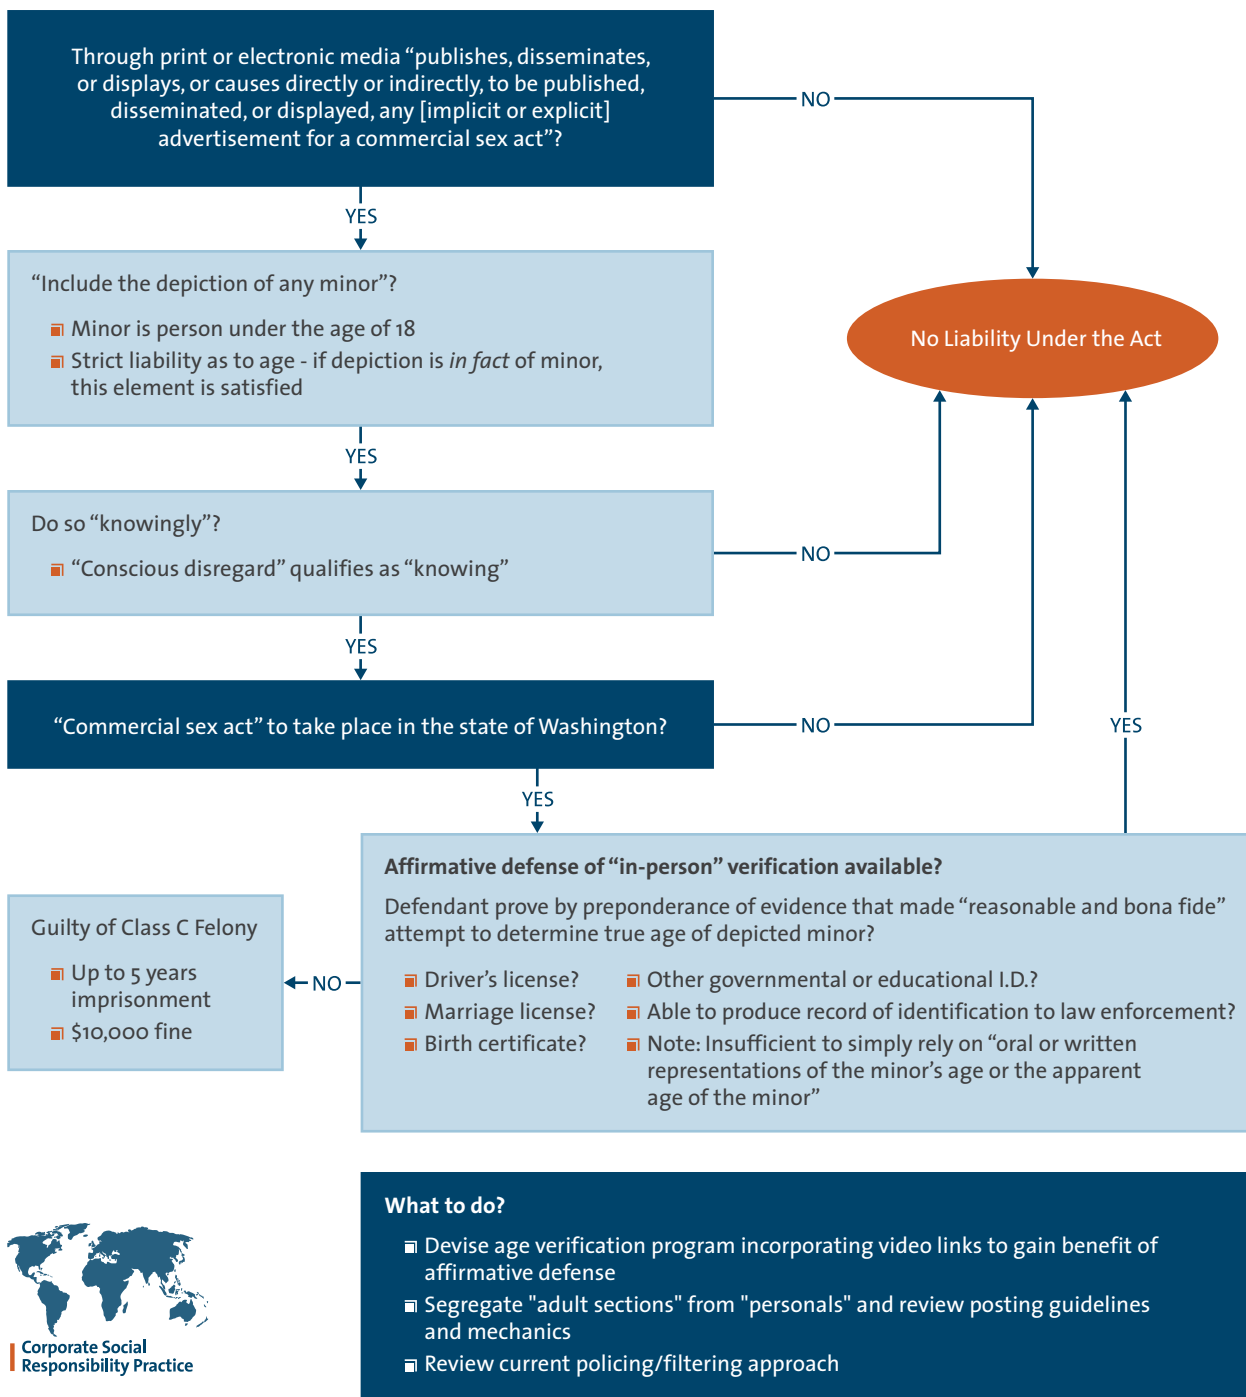 Through print or electronic media “publishes, disseminates,
or displays, or causes directly or indirectly, to be published,
disseminated, or displayed, any [implicit or explicit]
advertisement for a commercial sex act”?
NO
YES
“Include the depiction of any minor”?
Minor is person under the age of 18
Strict liability as to age - if depiction is in fact of minor,
this element is satisfied
No Liability Under the Act
YES
Do so “knowingly”?
“Conscious disregard” qualifies as “knowing”
NO
YES
“Commercial sex act” to take place in the state of Washington?
NO
YES
YES
Affirmative defense of “in-person” verification available?
Defendant prove by preponderance of evidence that made “reasonable and bona fide”
attempt to determine true age of depicted minor?
Driver’s license?
Marriage license?
Birth certificate?
Other governmental or educational I.D.?
Able to produce record of identification to law enforcement?
Note: Insufficient to simply rely on “oral or written
representations of the minor’s age or the apparent
age of the minor”
NO
Guilty of Class C Felony
Up to 5 years
imprisonment
$10,000 fine
What to do?
Devise age verification program incorporating video links to gain benefit of
affirmative defense
Segregate "adult sections" from "personals" and review posting guidelines
and mechanics
Review current policing/filtering approach
Corporate Social
Responsibility Practice